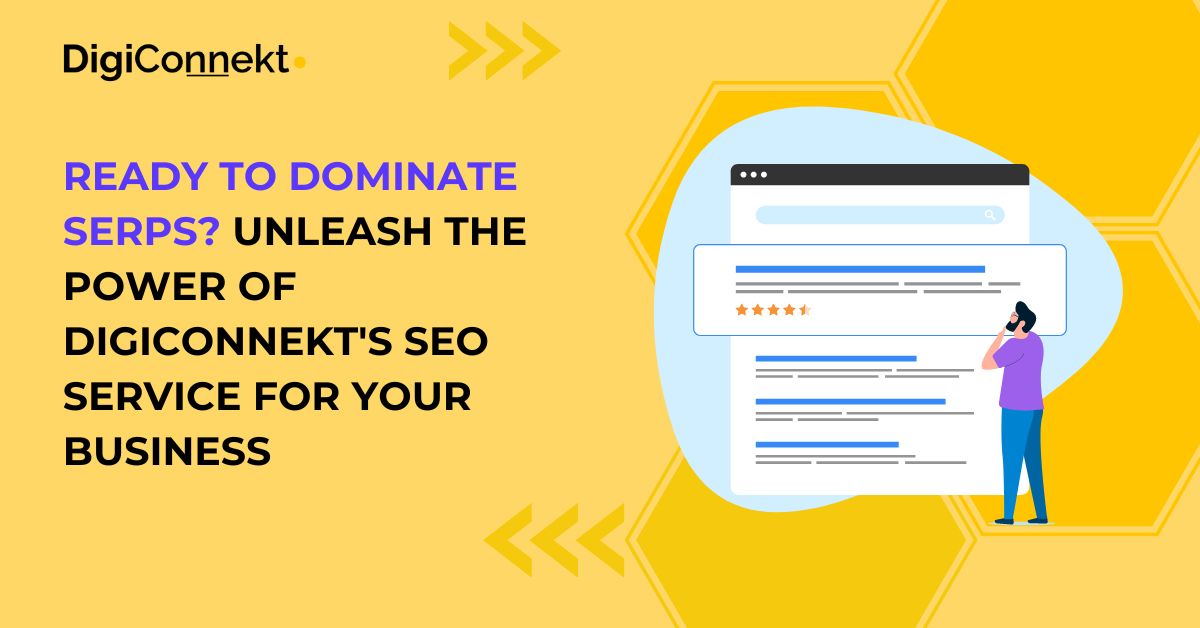 DigiConnekt
READY TO DOMINATE
SERPS? UNLEASH THE
POWER OF
DIGICONNEKT'S SEO
SERVICE FOR YOUR
BUSINESS